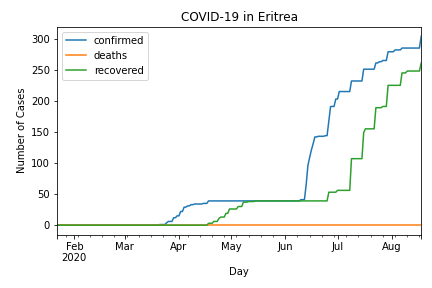 COVID-19 in Eritrea
confirmed
deaths
recovered
Number of Cases
300
250
200
150
100
50
0
Feb
2020
Mar
Apr
May
Jun
Jul
Aug
Day